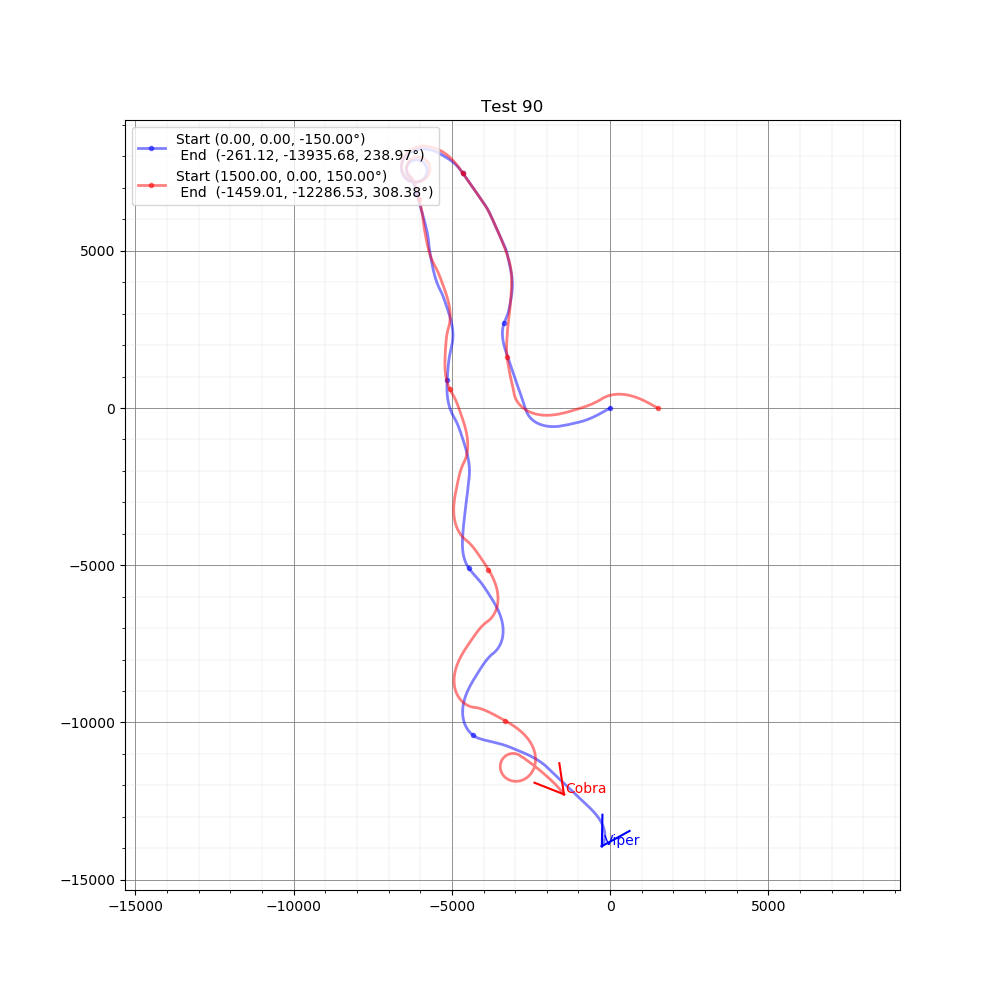 Test 90
Start (0.00, 0.00, -150.00°)
End (-261.12, -13935.68, 238.97°)
Start (1500.00, 0.00, 150.00°)
End (-1459.01, -12286.53, 308.38°)
5000
0
−5000
−10000
−15000
Cobra
Viper
−15000
−10000
−5000
0
5000